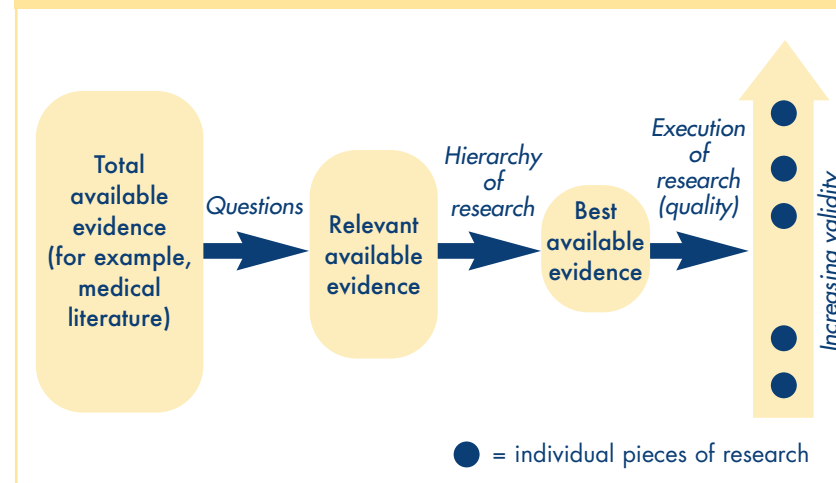 Total
available
evidence
(for example,
medical
literature)
Questions
Relevant
available
evidence
Hierarchy
of
research
Best
available
evidence
Execution
of
research
(quality)
Increasing validity
= individual pieces of research